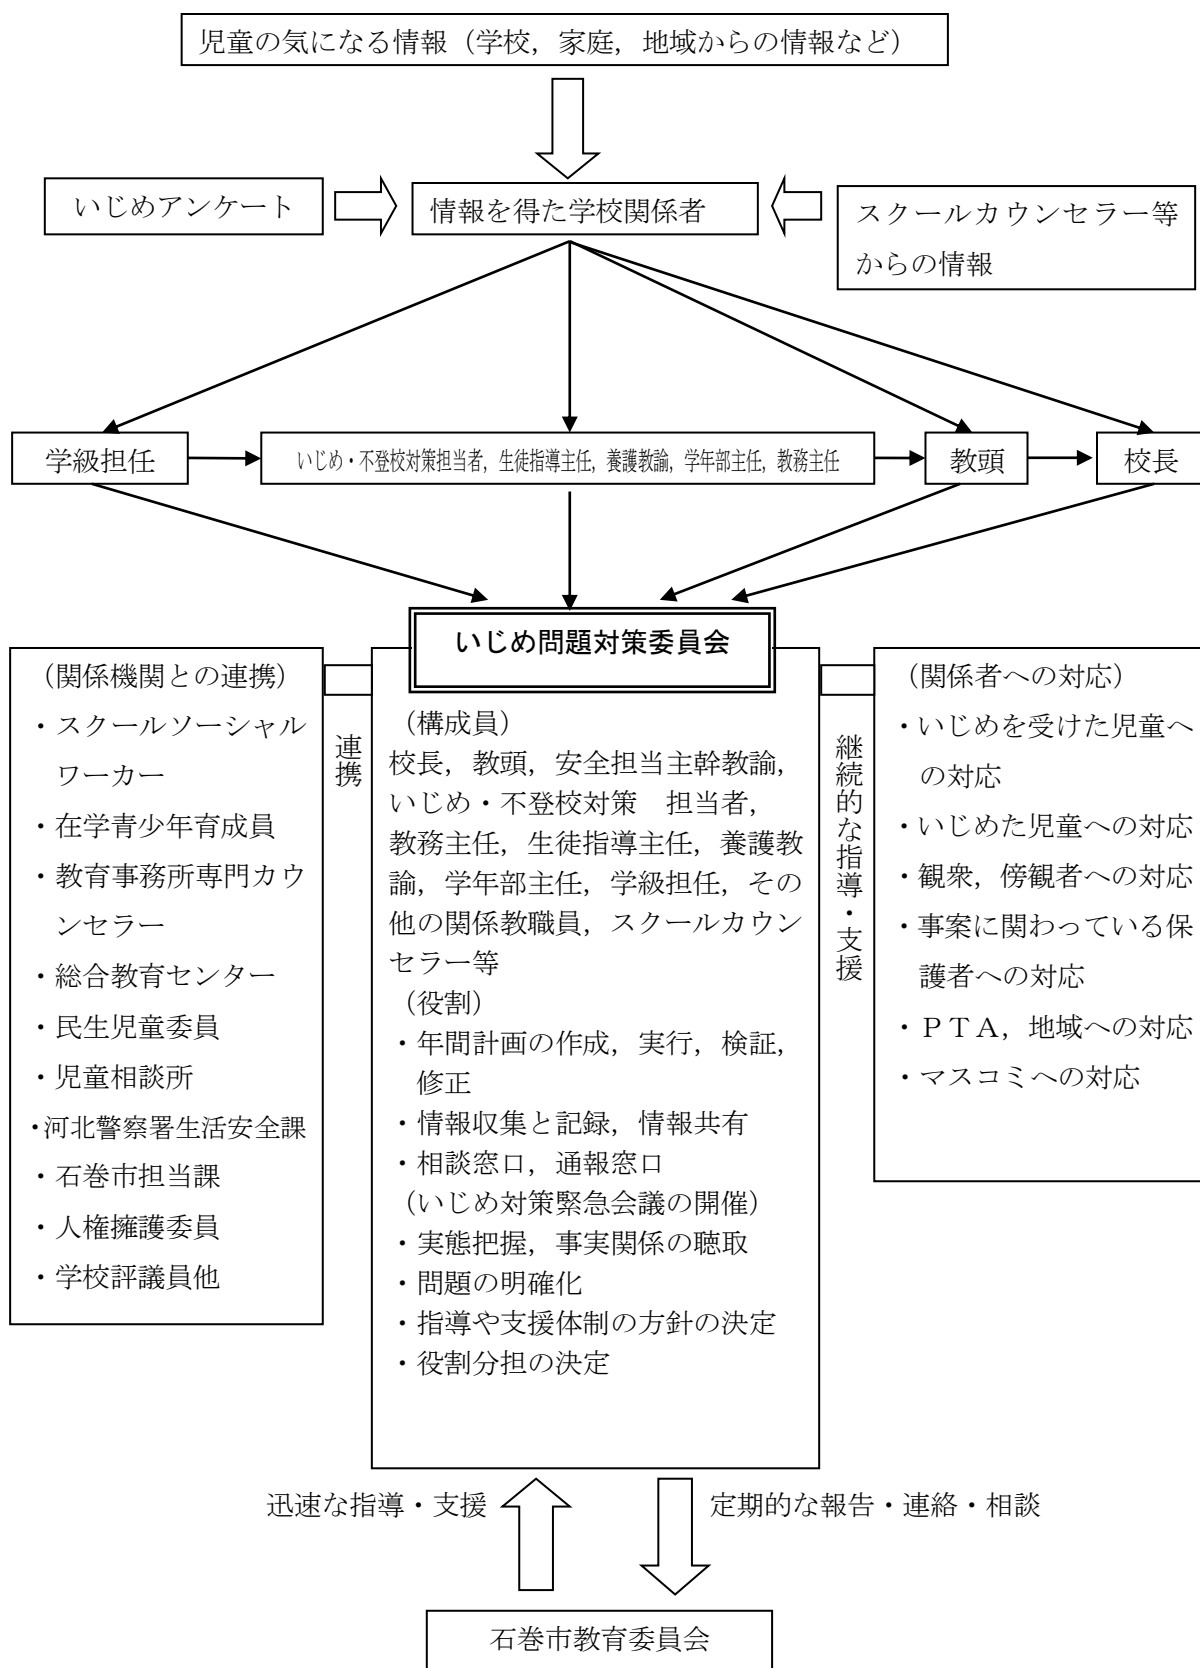 児童の気になる情報（学校，家庭，地域からの情報など）
いじめアンケート
情報を得た学校関係者
スクールカウンセラー等
からの情報
学級担任
いじめ・不登校対策担当者，生徒指導主任，養護教諭，学年部主任，教務主任
教頭
校長
いじめ問題対策委員会
（関係機関との連携）
・スクールソーシャル
ワーカー
・在学青少年育成員
・教育事務所専門カウ
ンセラー
・総合教育センター
・民生児童委員
・児童相談所
・河北警察署生活安全課
・石巻市担当課
・人権擁護委員
・学校評議員他
連携
（構成員）
校長，教頭，安全担当主幹教諭，
いじめ・不登校対策　担当者，
教務主任，生徒指導主任，養護教
諭，学年部主任，学級担任，その
他の関係教職員，スクールカウン
セラー等
（役割）
・年間計画の作成，実行，検証，
修正
・情報収集と記録，情報共有
・相談窓口，通報窓口
（いじめ対策緊急会議の開催）
・実態把握，事実関係の聴取
・問題の明確化
・指導や支援体制の方針の決定
・役割分担の決定
継続的な指導・支援
（関係者への対応）
・いじめを受けた児童へ
の対応
・いじめた児童への対応
・観衆，傍観者への対応
・事案に関わっている保
護者への対応
・ＰＴＡ，地域への対応
・マスコミへの対応
迅速な指導・支援
定期的な報告・連絡・相談
石巻市教育委員会